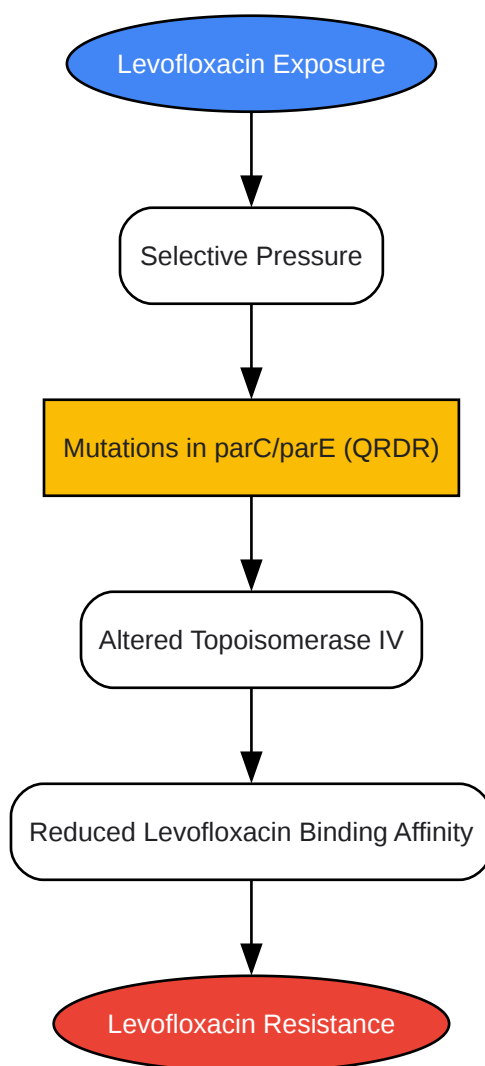 Levofloxacin Exposure
Selective Pressure
Mutations in parC/parE (QRDR)
Altered Topoisomerase IV
Reduced Levofloxacin Binding Affinity
Levofloxacin Resistance